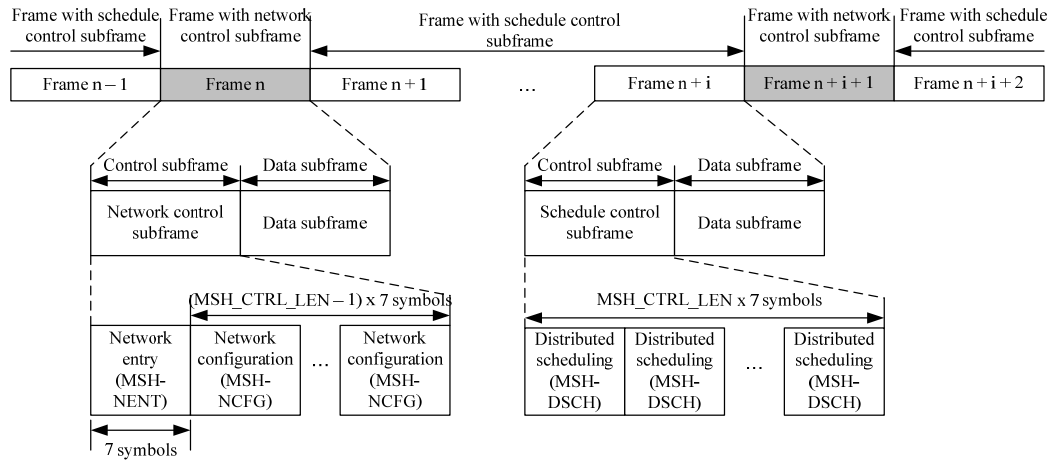 Frame with schedule
control subframe
Frame with network
control subframe
Frame with schedule control
subframe
Frame with network
control subframe
Frame with schedule
control subframe
Frame n – 1
Frame n
Frame n + 1
...
Frame n + i
Frame n + i + 1
Frame n + i + 2
Control subframe
Data subframe
Control subframe
Data subframe
Network control
subframe
Data subframe
Schedule control
subframe
Data subframe
(MSH_CTRL_LEN – 1) x 7 symbols
MSH_CTRL_LEN x 7 symbols
Network
entry
(MSH-
NENT)
Network
configuration
(MSH-
NCFG)
...
Network
configuration
(MSH-
NCFG)
Distributed
scheduling
(MSH-
DSCH)
Distributed
scheduling
(MSH-
DSCH)
...
Distributed
scheduling
(MSH-
DSCH)
7 symbols